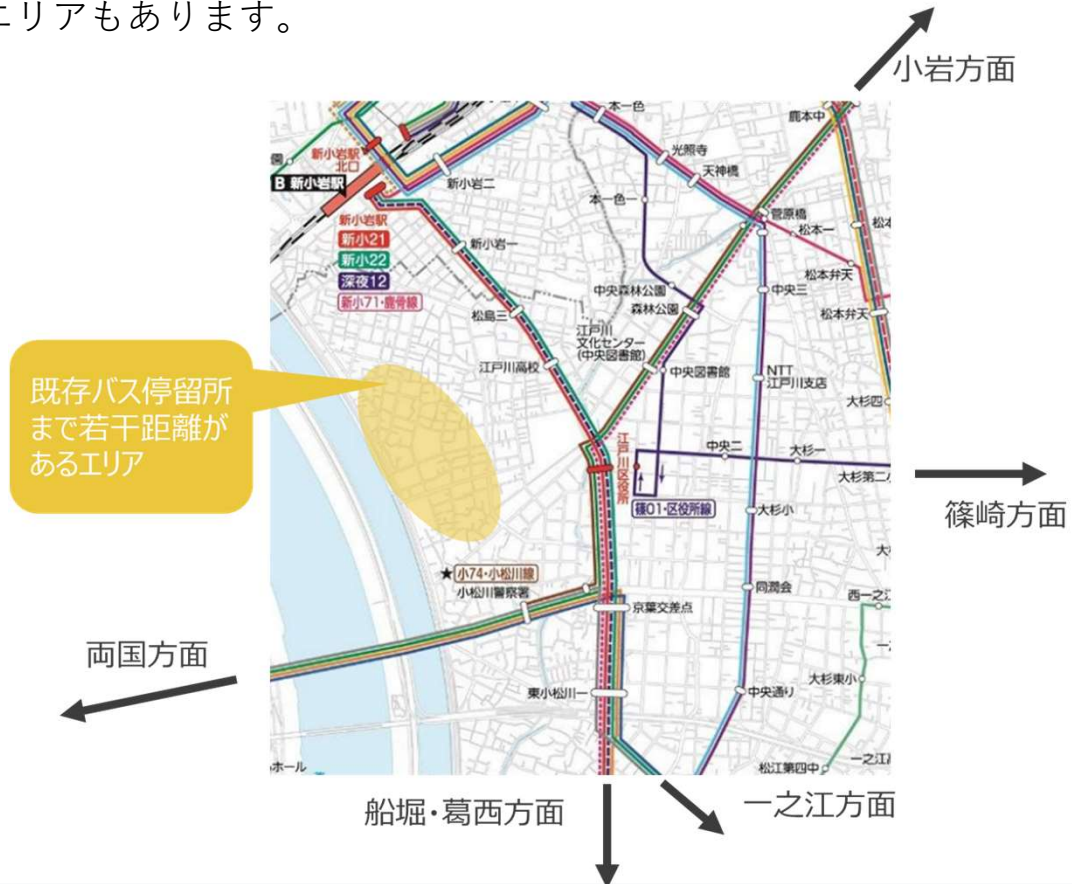 エリアもあります。
小岩方面
本一色
鹿本中
光照寺
天神橋
新小岩駅
北口
園
B 新小岩駅
新小岩二
本一色一
菅原橋
松本一
新小岩駅
新小21
新小22
深夜12
新小71・鹿骨線
新小岩一
松本弁天
中央森林公園
中央三
森林公園
松本弁天
松島三
江戸川
文化センター
(中央図書館)
江戸川高校
中央図書館
NTT
江戸川支店
大杉四
既存バス停留所
まで若干距離が
あるエリア
江戸川区役所
中央二
大杉一
大杉第二小
篠崎方面
篠01・区役所線
大杉小
★小74・小松川線
小松川警察署
同潤会
西一之江
京葉交差点
両国方面
大杉東小
東小松川一
中央通り
ホール
松江第四中
一之江
船堀・葛西方面
一之江方面